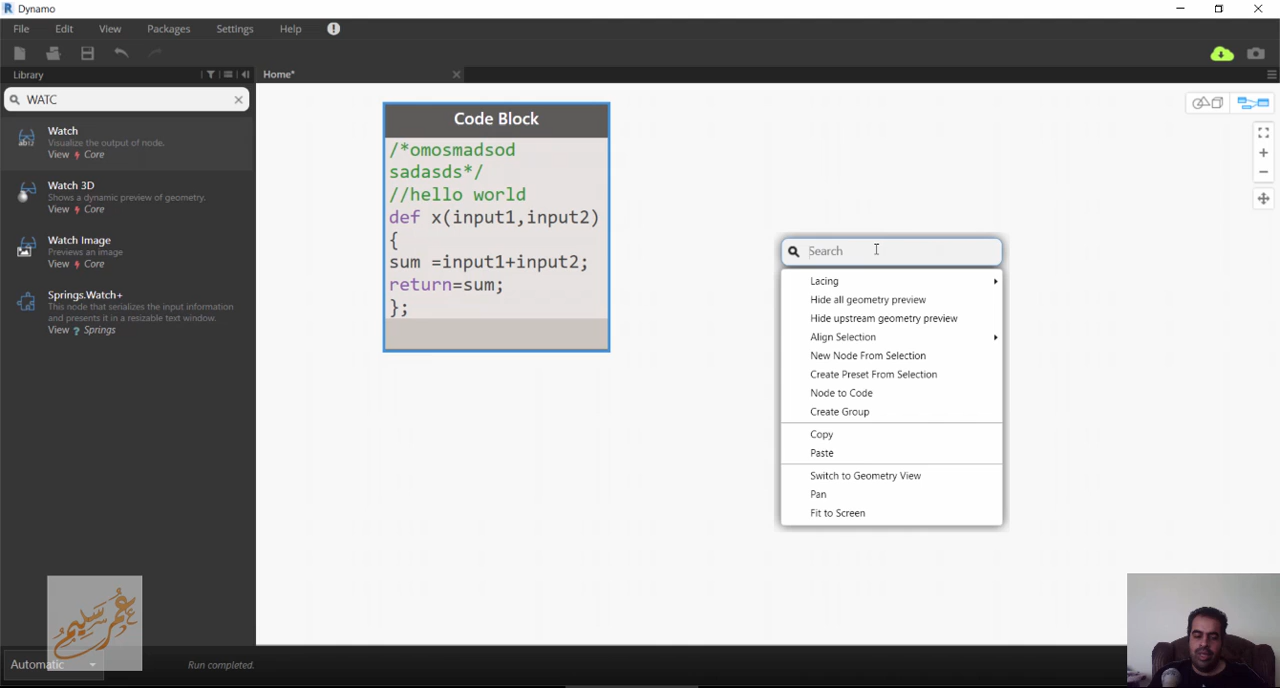 Dynamo
File Edit View Packages Settings Help
Library
Home*
WATC
Watch
Visualize the output of node.
View Core
Watch 3D
Shows a dynamic preview of geometry.
View Core
Watch Image
Previews an image
View Core
Springs.Watch+
This node that serializes the input information
and presents it in a resizable text window.
View ? Springs
Code Block
/*omosmadsod
sadasds*/
//hello world
def x(input1,input2)
{
sum =input1+input2;
return=sum;
};
Search
Lacing
Hide all geometry preview
Hide upstream geometry preview
Align Selection
New Node From Selection
Create Preset From Selection
Node to Code
Create Group
Copy
Paste
Switch to Geometry View
Pan
Fit to Screen
عمر سليم
Automatic
Run completed.